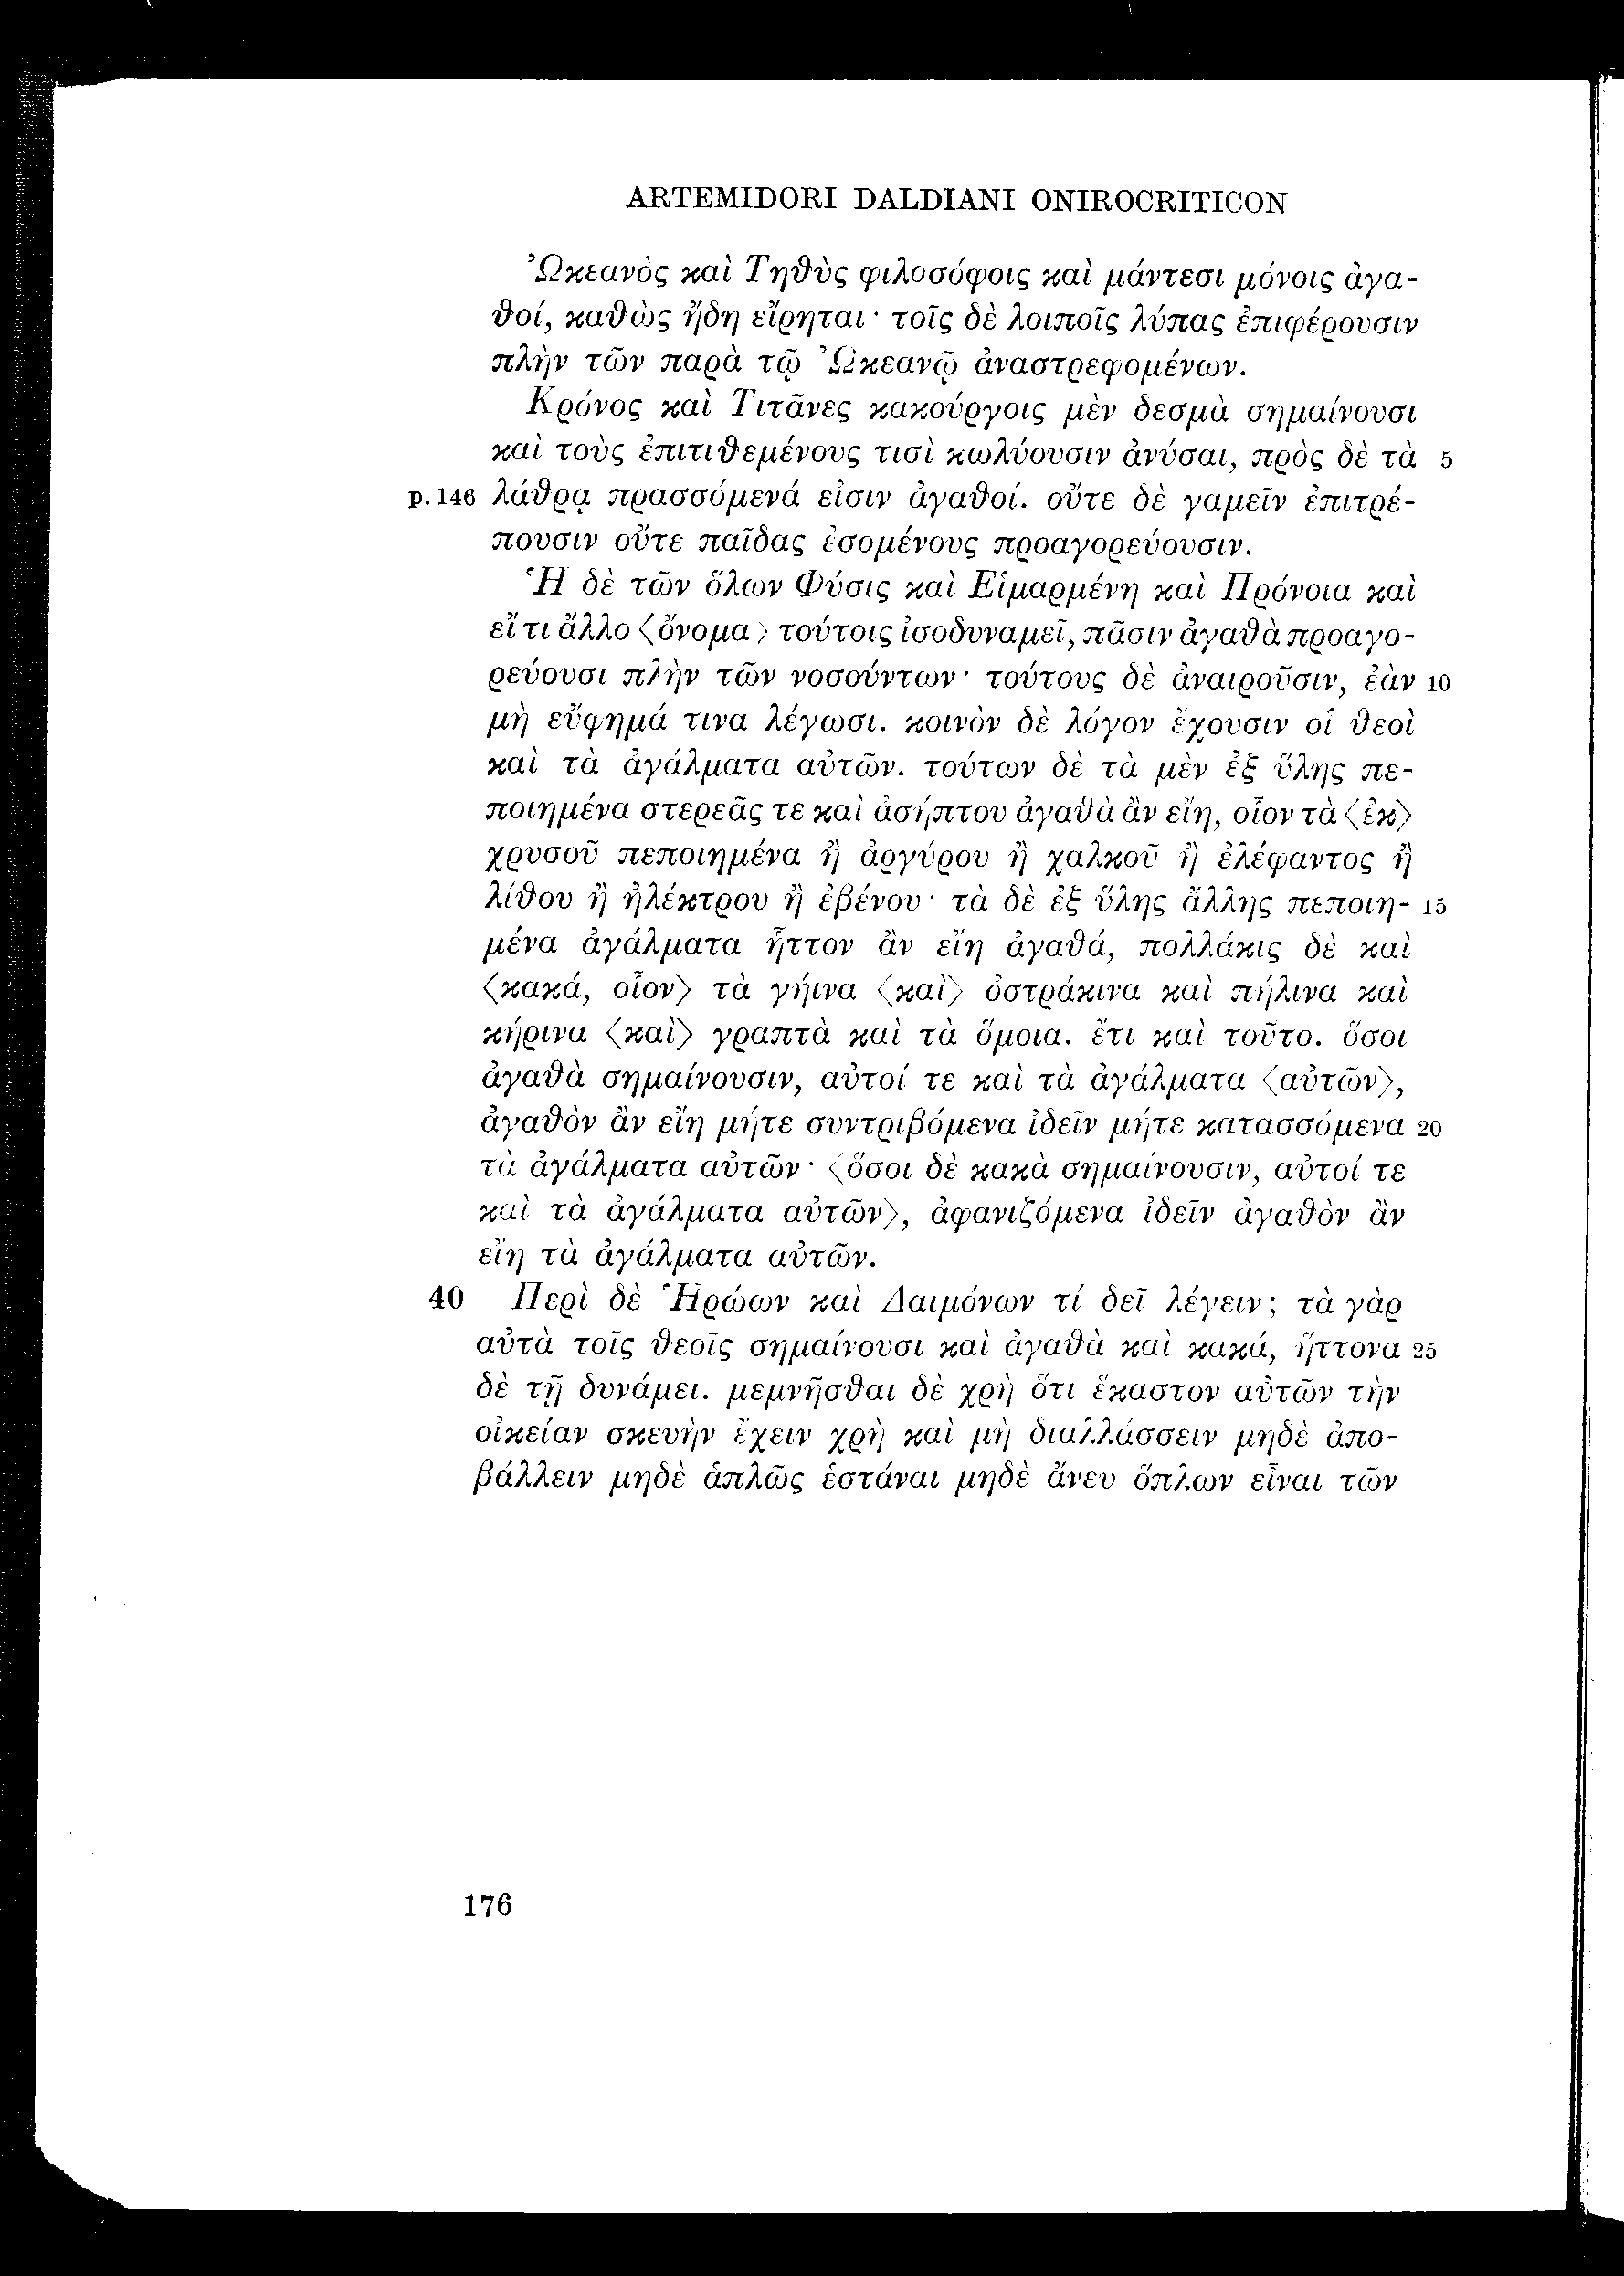 ARTEMIDORI DALDIANI ONIROCRITICON
Ὠκεανὸς καὶ Τηθὺς φιλοσόφοις καὶ μάντεσι μόνοις ἀγα-
θοί, καθὼς ἤδη εἴρηται· τοῖς δὲ λοιποῖς λύπας ἐπιφέρουσιν
πλὴν τῶν παρὰ τῷ Ὠκεανῷ ἀναστρεφομένων.
Κρόνος καὶ Τιτᾶνες κακούργοις μὲν δεσμὰ σημαίνουσι
καὶ τοὺς ἐπιτιθεμένους τισὶ κωλύουσιν ἀνύσαι, πρὸς δὲ τὰ 5
p.146 λάθρᾳ πρασσόμενά εἰσιν ἀγαθοί. οὔτε δὲ γαμεῖν ἐπιτρέ-
πουσιν οὔτε παῖδας ἐσομένους προαγορεύουσιν.
Ἡ δὲ τῶν ὅλων Φύσις καὶ Εἱμαρμένη καὶ Πρόνοια καὶ
εἴ τι ἄλλο ⟨ὄνομα⟩ τούτοις ἰσοδυναμεῖ, πᾶσιν ἀγαθὰ προαγο-
ρεύουσι πλὴν τῶν νοσούντων· τούτους δὲ ἀναιροῦσιν, ἐὰν 10
μὴ εὔφημά τινα λέγωσι. κοινὸν δὲ λόγον ἔχουσιν οἱ θεοὶ
καὶ τὰ ἀγάλματα αὐτῶν. τούτων δὲ τὰ μὲν ἐξ ὕλης πε-
ποιημένα στερεᾶς τε καὶ ἀσήπτου ἀγαθὰ ἂν εἴη, οἷον τὰ ⟨ἐκ⟩
χρυσοῦ πεποιημένα ἢ ἀργύρου ἢ χαλκοῦ ἢ ἐλέφαντος ἢ
λίθου ἢ ἠλέκτρου ἢ ἐβένου· τὰ δὲ ἐξ ὕλης ἄλλης πεποιη- 15
μένα ἀγάλματα ἧττον ἂν εἴη ἀγαθά, πολλάκις δὲ καὶ
⟨κακά, οἷον⟩ τὰ γήινα ⟨καὶ⟩ ὀστράκινα καὶ πήλινα καὶ
κήρινα ⟨καὶ⟩ γραπτὰ καὶ τὰ ὅμοια. ἔτι καὶ τοῦτο. ὅσοι
ἀγαθὰ σημαίνουσιν, αὐτοί τε καὶ τὰ ἀγάλματα ⟨αὐτῶν⟩,
ἀγαθὸν ἂν εἴη μήτε συντριβόμενα ἰδεῖν μήτε κατασσόμενα 20
τὰ ἀγάλματα αὐτῶν· ⟨ὅσοι δὲ κακὰ σημαίνουσιν, αὐτοί τε
καὶ τὰ ἀγάλματα αὐτῶν⟩, ἀφανιζόμενα ἰδεῖν ἀγαθὸν ἂν
εἴη τὰ ἀγάλματα αὐτῶν.
40 Περὶ δὲ Ἡρώων καὶ Δαιμόνων τί δεῖ λέγειν; τὰ γὰρ
αὐτὰ τοῖς θεοῖς σημαίνουσι καὶ ἀγαθὰ καὶ κακά, ἥττονα 25
δὲ τῇ δυνάμει. μεμνῆσθαι δὲ χρὴ ὅτι ἕκαστον αὐτῶν τὴν
οἰκείαν σκευὴν ἔχειν χρὴ καὶ μὴ διαλλάσσειν μηδὲ ἀπο-
βάλλειν μηδὲ ἁπλῶς ἑστάναι μηδὲ ἄνευ ὅπλων εἶναι τῶν
176